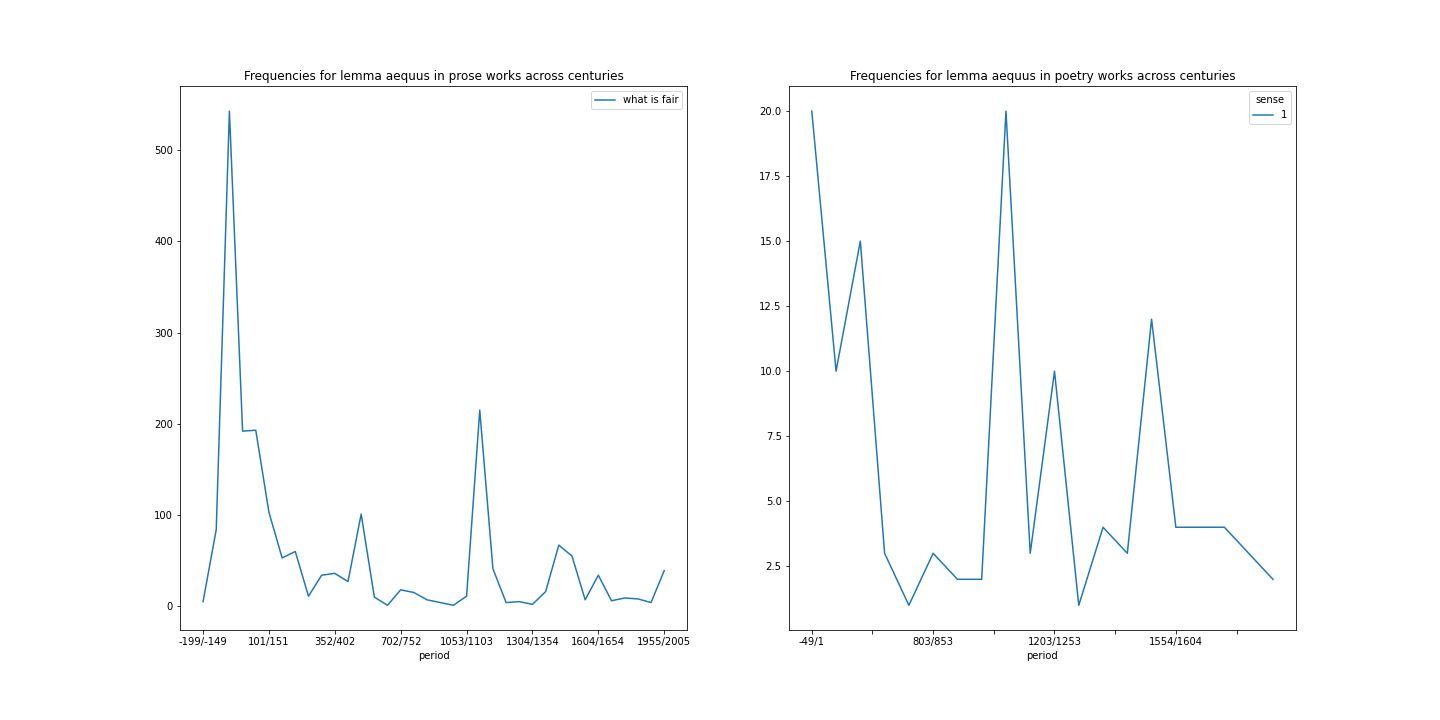 Frequencies for lemma aequus in prose works across centuries
what is fair
500
400
300
200
100
0
-199/-149 101/151 352/402 702/752 1053/1103 1304/1354 1604/1654 1955/2005
period
Frequencies for lemma aequus in poetry works across centuries
sense
1
20.0
17.5
15.0
12.5
10.0
7.5
5.0
2.5
-49/1 803/853 1203/1253 1554/1604
period